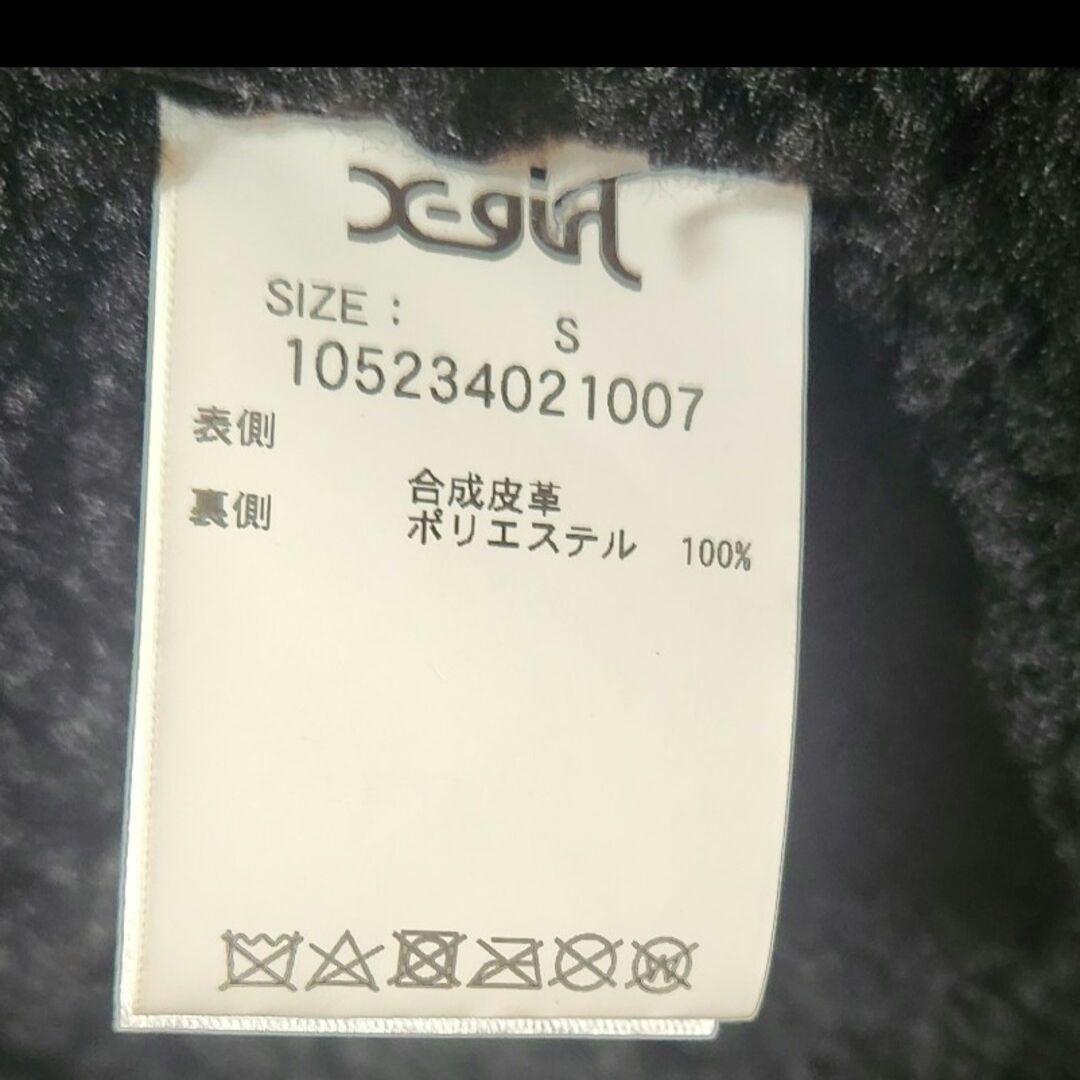 X-girl
SIZE : S
105234021007
表側
合成皮革
裏側
ポリエステル 100%